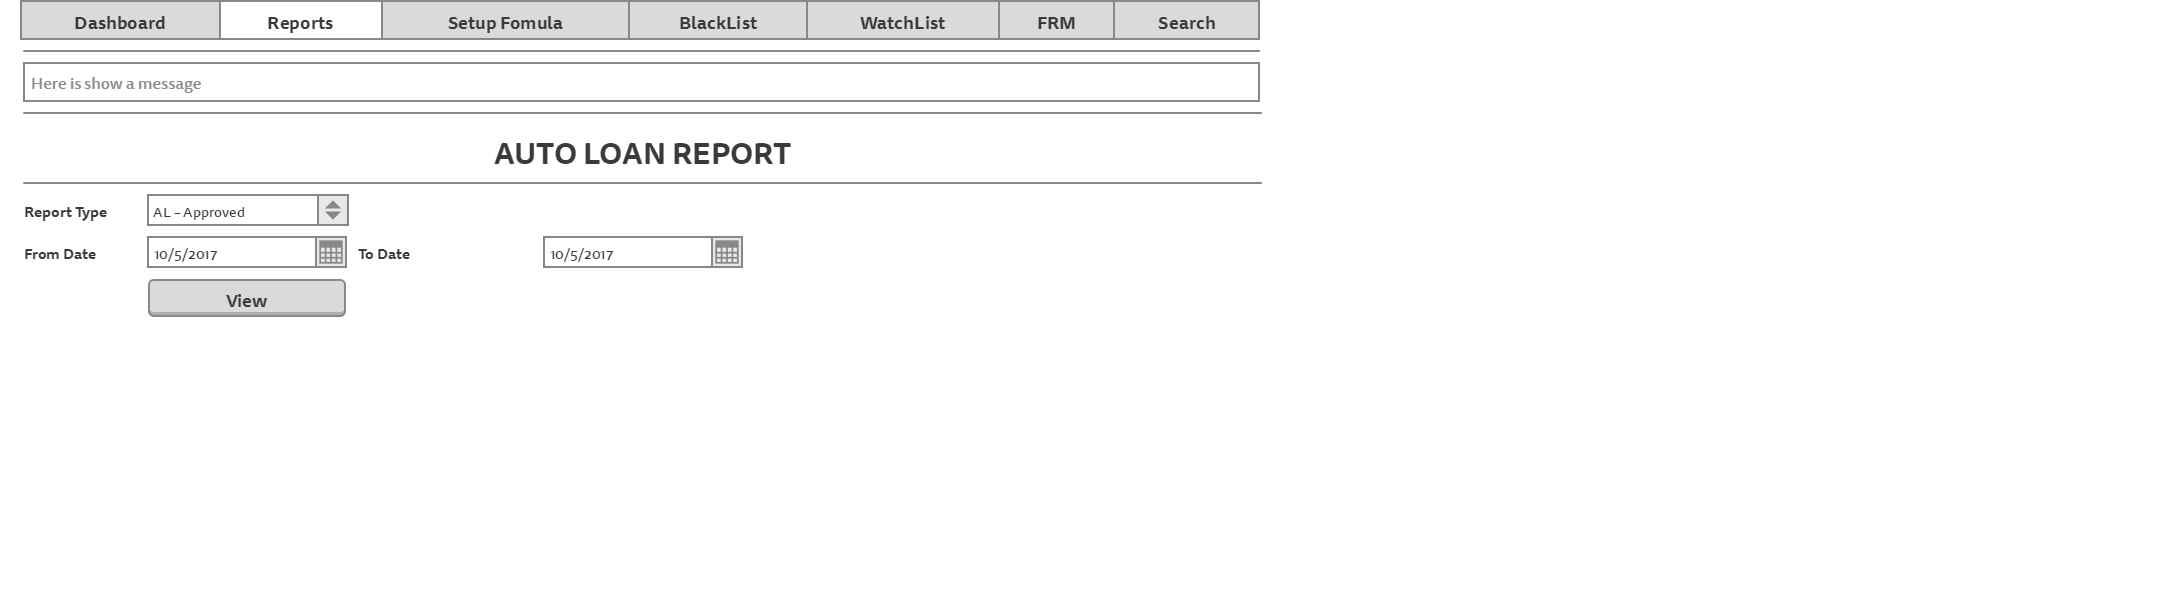 Dashboard Reports Setup Fomula BlackList WatchList FRM Search
Here is show a message
AUTO LOAN REPORT
Report Type AL – Approved
From Date 10/5/2017 To Date 10/5/2017
View